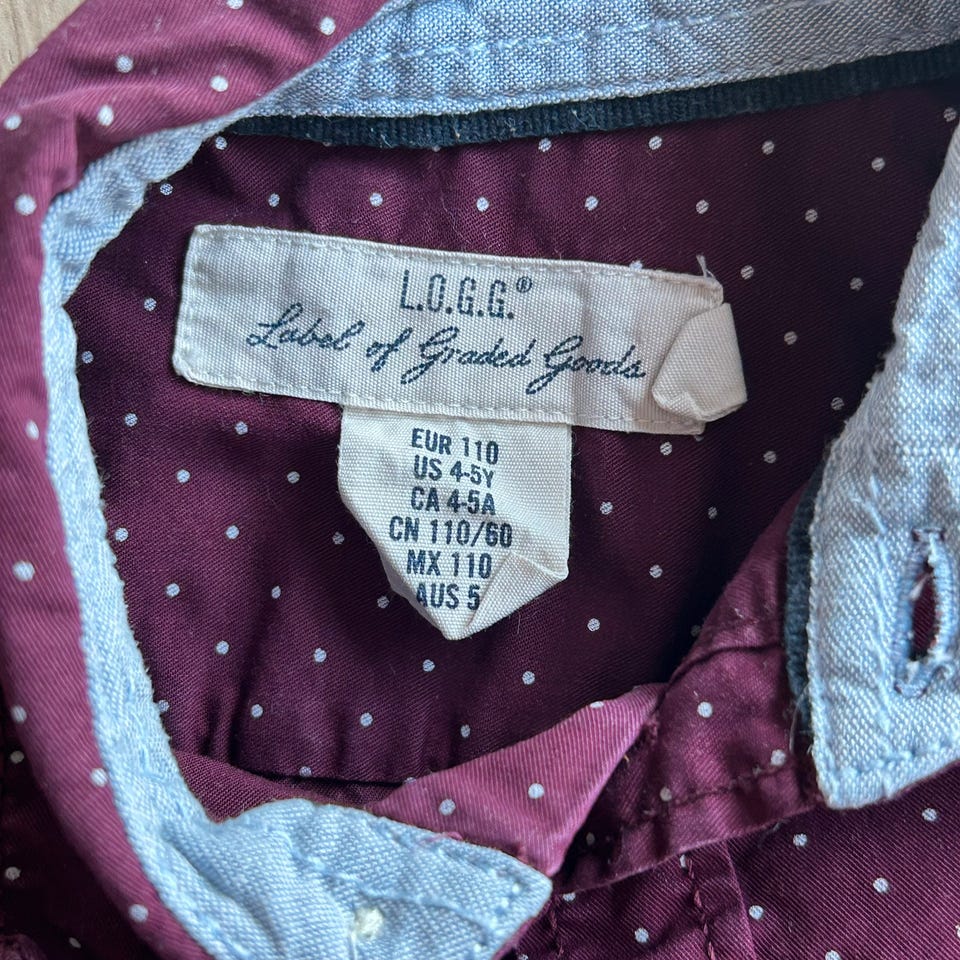 L.O.G.G.®
Label of Graded Goods
EUR 110
US 4-5Y
CA 4-5A
CN 110/60
MX 110
AUS 5